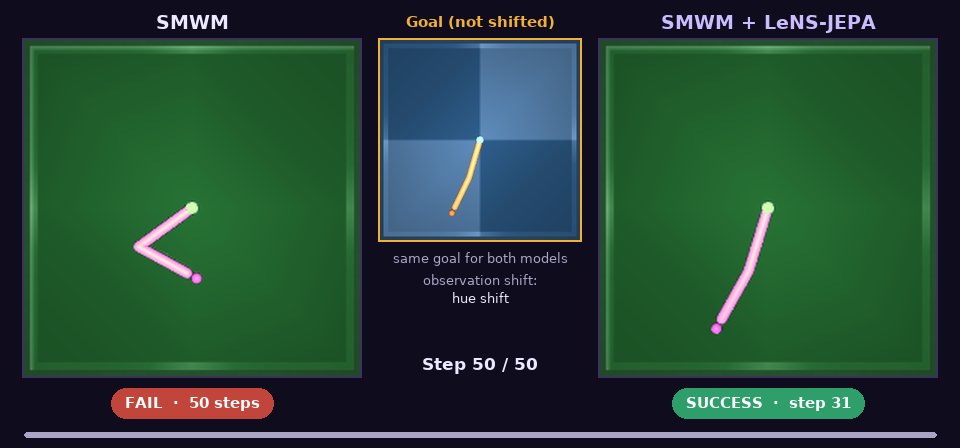 SMWM
Goal (not shifted)
SMWM + LeNS-JEPA
same goal for both models
observation shift:
hue shift
Step 50 / 50
FAIL · 50 steps
SUCCESS · step 31